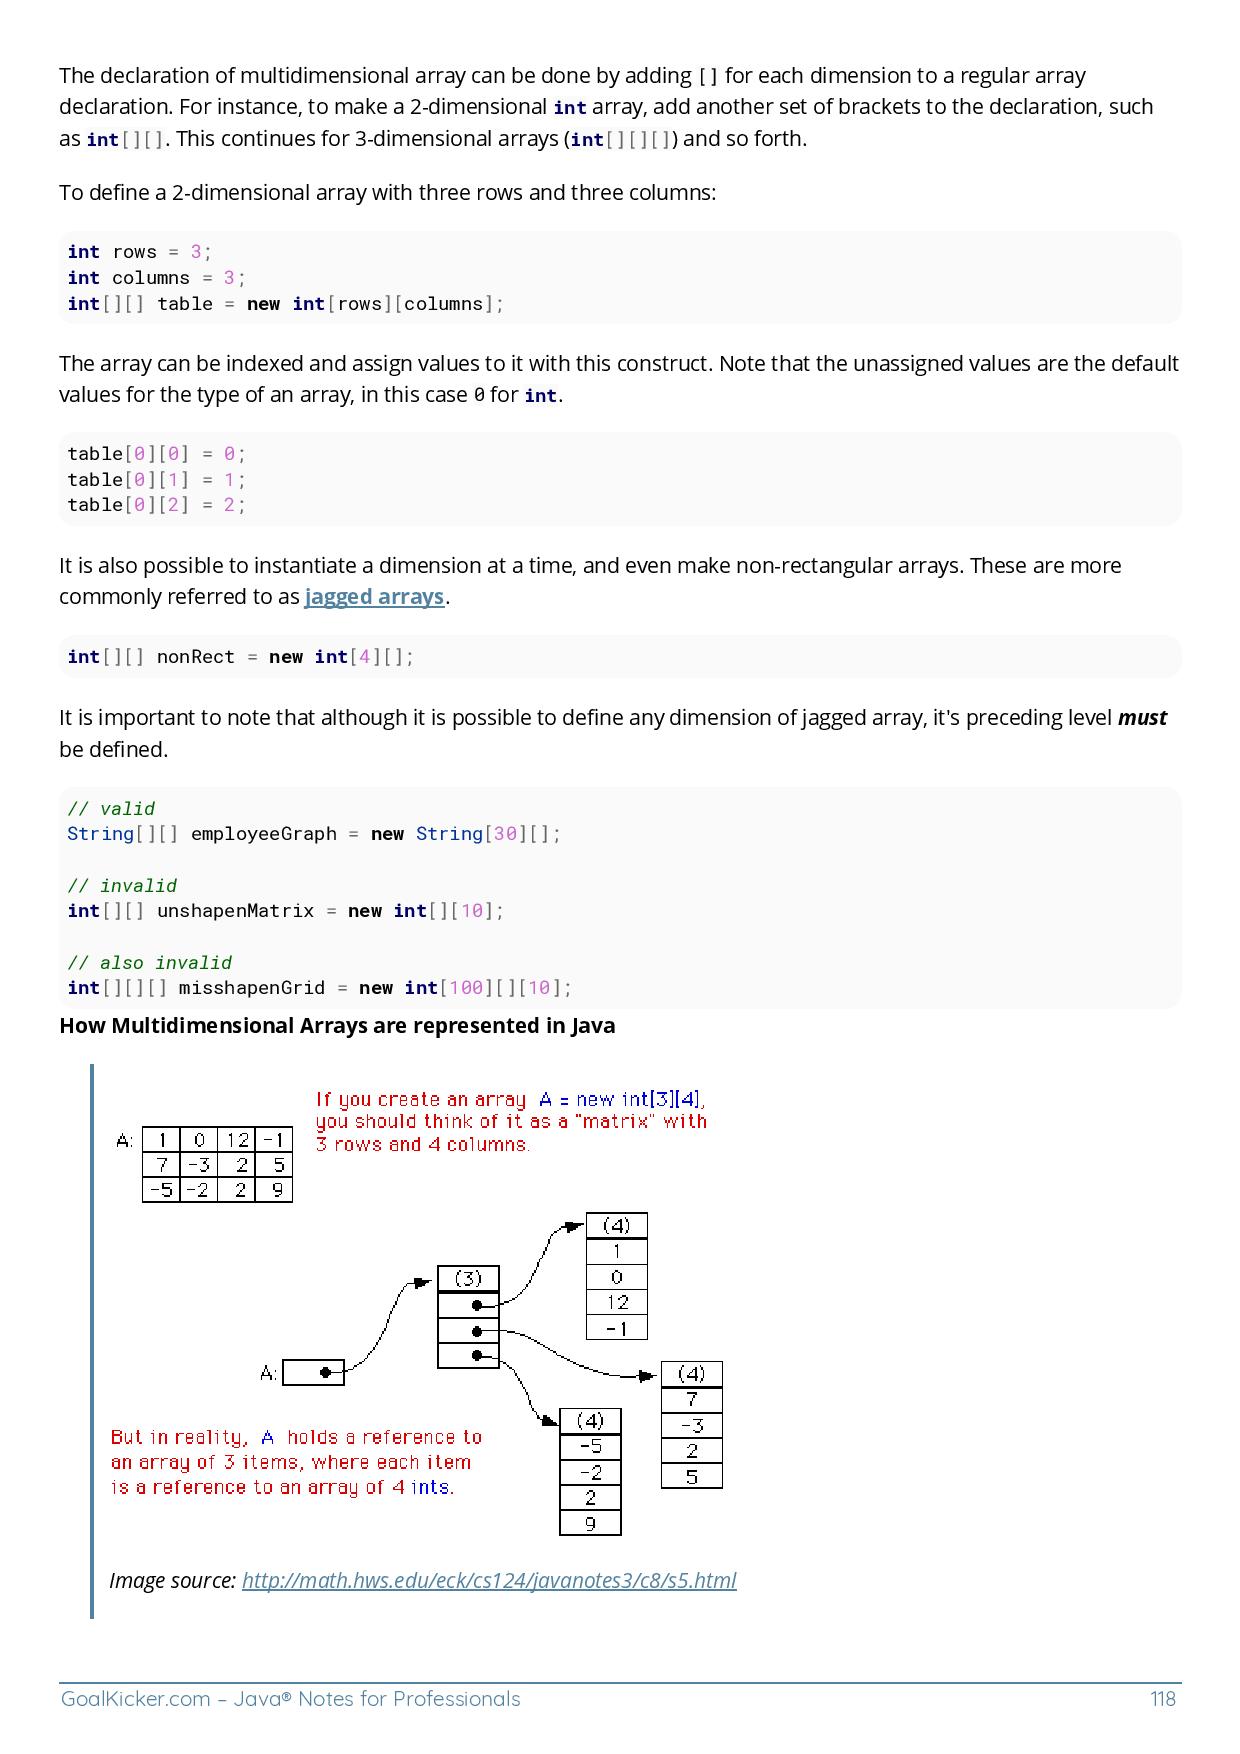 The declaration of multidimensional array can be done by adding [] for each dimension to a regular array
declaration. For instance, to make a 2-dimensional int array, add another set of brackets to the declaration, such
as int[][]. This continues for 3-dimensional arrays (int[][][]) and so forth.
To define a 2-dimensional array with three rows and three columns:
int rows = 3;
int columns = 3;
int[][] table = new int[rows][columns];
The array can be indexed and assign values to it with this construct. Note that the unassigned values are the default
values for the type of an array, in this case 0 for int.
table[0][0] = 0;
table[0][1] = 1;
table[0][2] = 2;
It is also possible to instantiate a dimension at a time, and even make non-rectangular arrays. These are more
commonly referred to as jagged arrays.
int[][] nonRect = new int[4][];
It is important to note that although it is possible to define any dimension of jagged array, it's preceding level must
be defined.
// valid
String[][] employeeGraph = new String[30][];
// invalid
int[][] unshapenMatrix = new int[][10];
// also invalid
int[][][] misshapenGrid = new int[100][][10];
How Multidimensional Arrays are represented in Java
If you create an array A = new int[3][4],
you should think of it as a "matrix" with
3 rows and 4 columns.
A: 1 0 12 -1
7 -3 2 5
-5 -2 2 9
(4)
1
0
12
-1
(3)
A:
(4)
7
-3
2
5
(4)
-5
-2
2
9
But in reality, A holds a reference to
an array of 3 items, where each item
is a reference to an array of 4 ints.
Image source: http://math.hws.edu/eck/cs124/javanotes3/c8/s5.html
GoalKicker.com – Java® Notes for Professionals 118